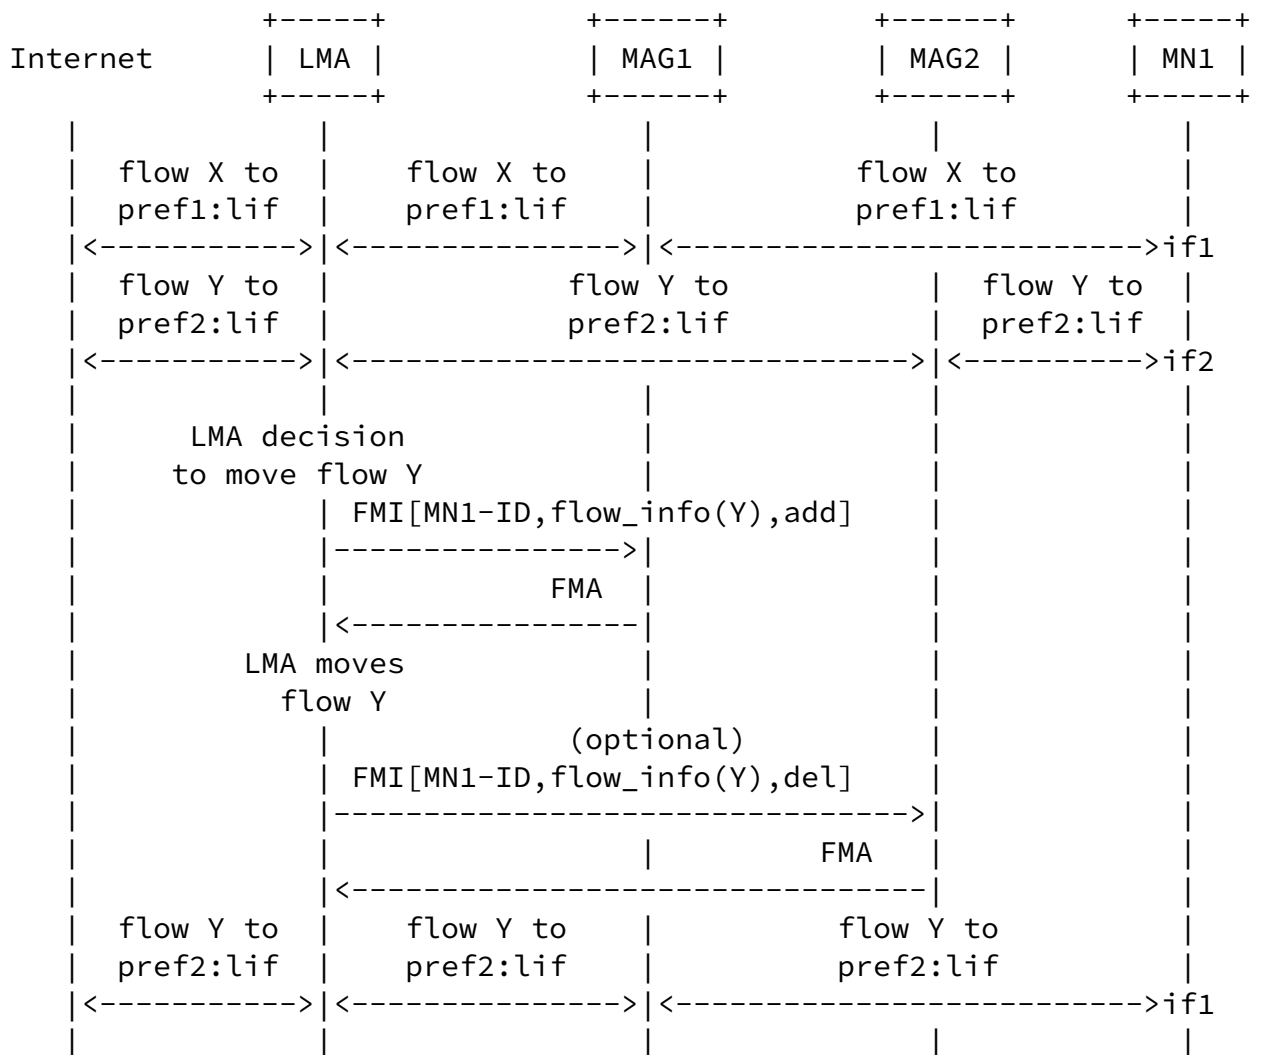 Internet LMA MAG1 MAG2 MN1
flow X to flow X to flow X to
pref1:lif pref1:lif pref1:lif
if1
flow Y to flow Y to flow Y to
pref2:lif pref2:lif pref2:lif
if2
LMA decision
to move flow Y
FMI[MN1-ID,flow_info(Y),add]
FMA
LMA moves
flow Y
(optional)
FMI[MN1-ID,flow_info(Y),del]
FMA
flow Y to flow Y to flow Y to
pref2:lif pref2:lif pref2:lif
if1